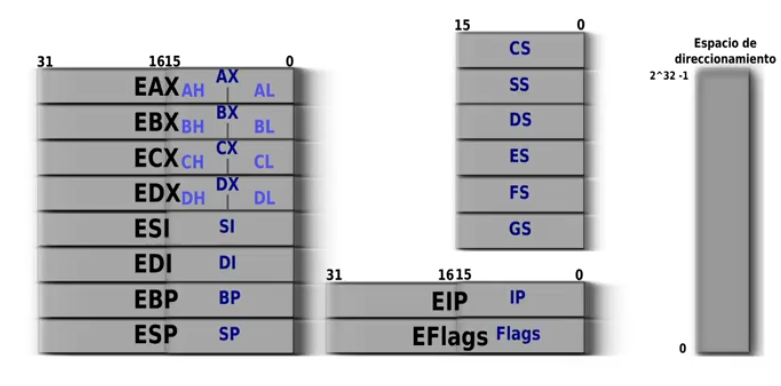 31 1615 0
EAX AX AH AL
EBX BX BH BL
ECX CX CH CL
EDX DX DH DL
ESI SI
EDI DI
EBP BP
ESP SP
15 0
CS
SS
DS
ES
FS
GS
31 1615 0
EIP IP
EFlags Flags
Espacio de
direccionamiento
2^32 -1
0